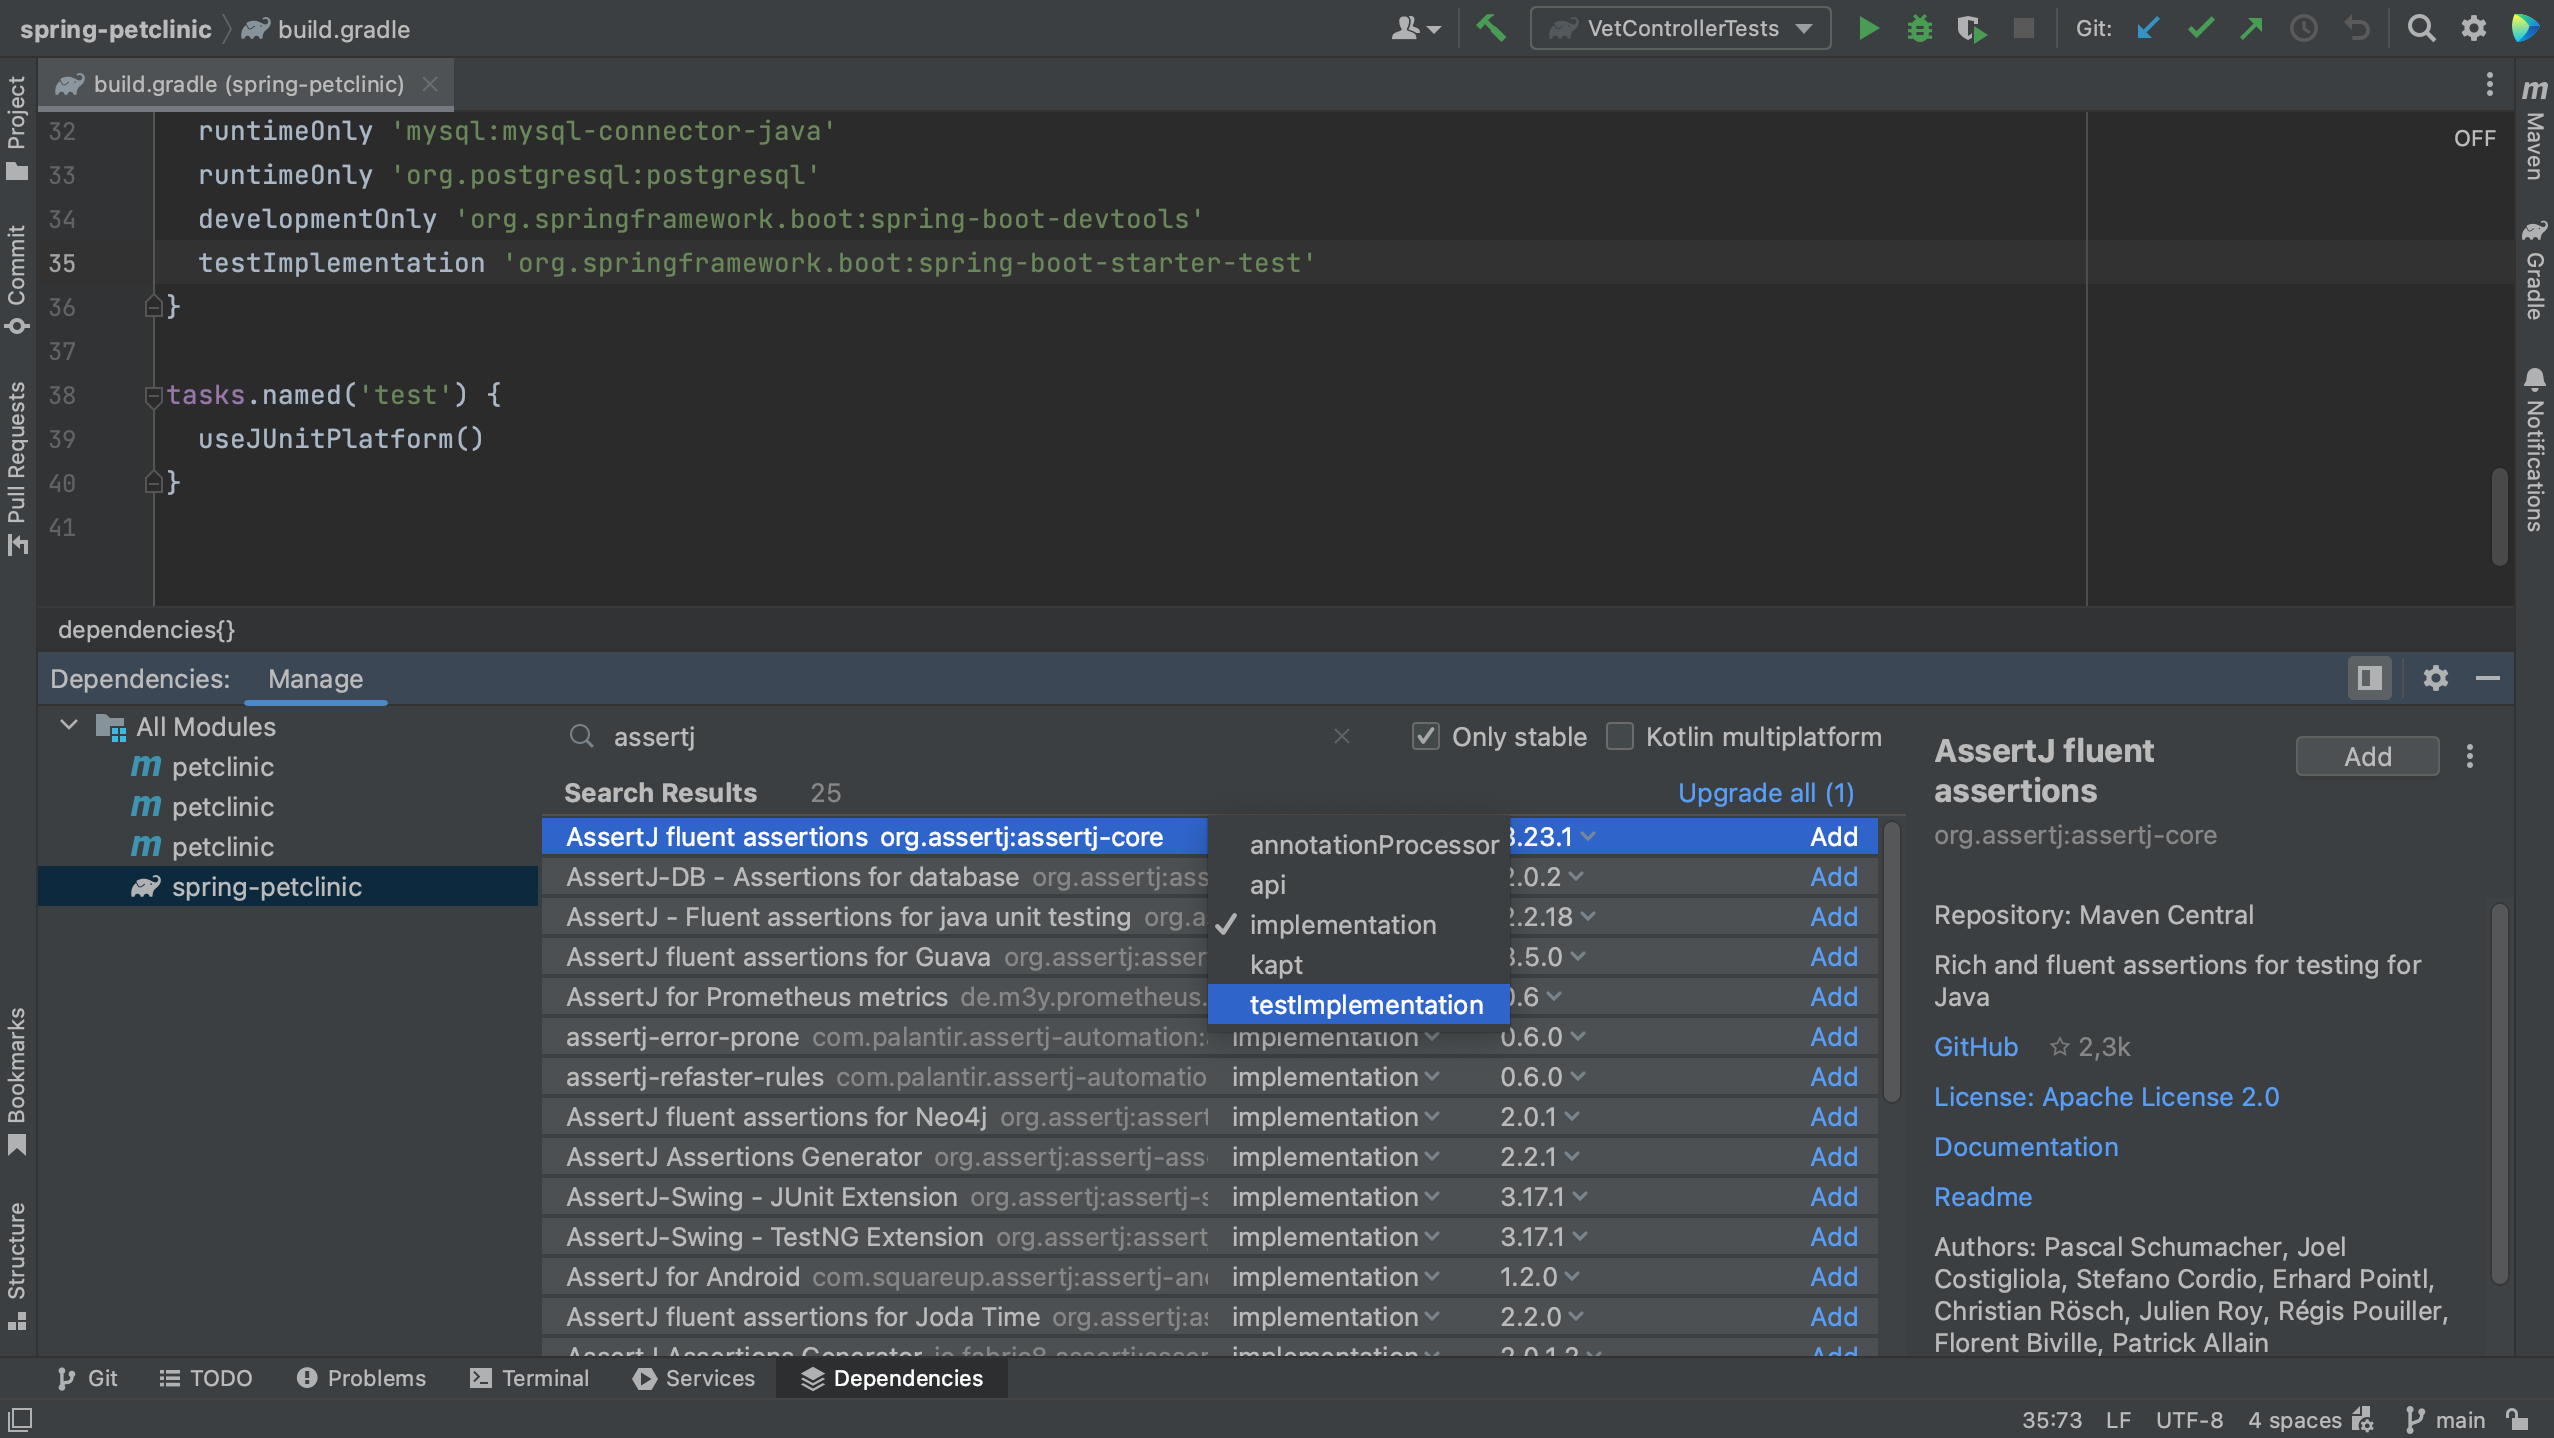 spring-petclinic build.gradle
VetControllerTests
Git:
build.gradle (spring-petclinic)
Project
Commit
Pull Requests
Bookmarks
Structure
Maven
Gradle
Notifications
OFF
32 runtimeOnly 'mysql:mysql-connector-java'
33 runtimeOnly 'org.postgresql:postgresql'
34 developmentOnly 'org.springframework.boot:spring-boot-devtools'
35 testImplementation 'org.springframework.boot:spring-boot-starter-test'
36 }
37
38 tasks.named('test') {
39 useJUnitPlatform()
40 }
41
dependencies{}
Dependencies: Manage
All Modules
m petclinic
m petclinic
m petclinic
spring-petclinic
assertj
Only stable Kotlin multiplatform
Search Results 25 Upgrade all (1)
AssertJ fluent assertions org.assertj:assertj-core 3.23.1 Add
AssertJ-DB - Assertions for database org.assertj:ass .0.2 Add
AssertJ - Fluent assertions for java unit testing org.a .2.18 Add
AssertJ fluent assertions for Guava org.assertj:asser .5.0 Add
AssertJ for Prometheus metrics de.m3y.prometheus. .6 Add
assertj-error-prone com.palantir.assertj-automation: implementation 0.6.0 Add
assertj-refaster-rules com.palantir.assertj-automatio implementation 0.6.0 Add
AssertJ fluent assertions for Neo4j org.assertj:assert implementation 2.0.1 Add
AssertJ Assertions Generator org.assertj:assertj-ass implementation 2.2.1 Add
AssertJ-Swing - JUnit Extension org.assertj:assertj-s implementation 3.17.1 Add
AssertJ-Swing - TestNG Extension org.assertj:assert implementation 3.17.1 Add
AssertJ for Android com.squareup.assertj:assertj-an implementation 1.2.0 Add
AssertJ fluent assertions for Joda Time org.assertj:as implementation 2.2.0 Add
AssertJ Assertions Generator io.fabric8.assertj:asser implementation 2.0.1.2 Add
annotationProcessor
api
implementation
kapt
testImplementation
AssertJ fluent
assertions
Add
org.assertj:assertj-core
Repository: Maven Central
Rich and fluent assertions for testing for
Java
GitHub 2,3k
License: Apache License 2.0
Documentation
Readme
Authors: Pascal Schumacher, Joel
Costigliola, Stefano Cordio, Erhard Pointl,
Christian Rösch, Julien Roy, Régis Pouiller,
Florent Biville, Patrick Allain
Git TODO Problems Terminal Services Dependencies
35:73 LF UTF-8 4 spaces main